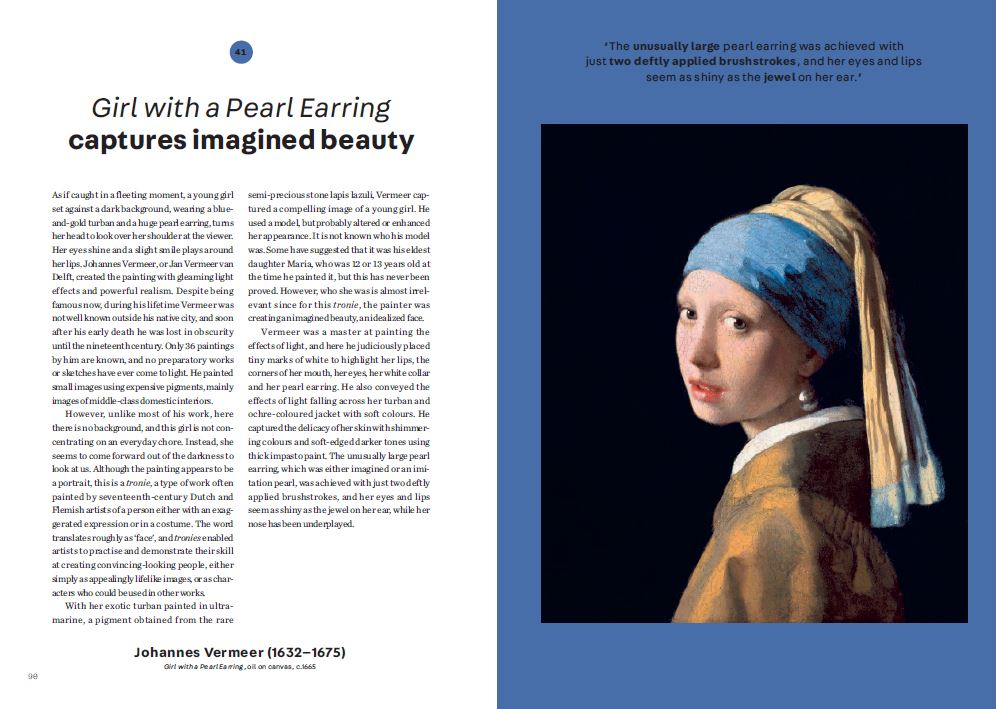 41
Girl with a Pearl Earring
captures imagined beauty
As if caught in a fleeting moment, a young girl
set against a dark background, wearing a blue-
and-gold turban and a huge pearl earring, turns
her head to look over her shoulder at the viewer.
Her eyes shine and a slight smile plays around
her lips. Johannes Vermeer, or Jan Vermeer van
Delft, created the painting with gleaming light
effects and powerful realism. Despite being
famous now, during his lifetime Vermeer was
not well known outside his native city, and soon
after his early death he was lost in obscurity
until the nineteenth century. Only 36 paintings
by him are known, and no preparatory works
or sketches have ever come to light. He painted
small images using expensive pigments, mainly
images of middle-class domestic interiors.
However, unlike most of his work, here
there is no background, and this girl is not con-
centrating on an everyday chore. Instead, she
seems to come forward out of the darkness to
look at us. Although the painting appears to be
a portrait, this is a tronie, a type of work often
painted by seventeenth-century Dutch and
Flemish artists of a person either with an exag-
gerated expression or in a costume. The word
translates roughly as ‘face’, and tronies enabled
artists to practise and demonstrate their skill
at creating convincing-looking people, either
simply as appealingly lifelike images, or as char-
acters who could be used in other works.
With her exotic turban painted in ultra-
marine, a pigment obtained from the rare
semi-precious stone lapis lazuli, Vermeer cap-
tured a compelling image of a young girl. He
used a model, but probably altered or enhanced
her appearance. It is not known who his model
was. Some have suggested that it was his eldest
daughter Maria, who was 12 or 13 years old at
the time he painted it, but this has never been
proved. However, who she was is almost irrel-
evant since for this tronie, the painter was
creating an imagined beauty, an idealized face.
Vermeer was a master at painting the
effects of light, and here he judiciously placed
tiny marks of white to highlight her lips, the
corners of her mouth, her eyes, her white collar
and her pearl earring. He also conveyed the
effects of light falling across her turban and
ochre-coloured jacket with soft colours. He
captured the delicacy of her skin with shimmer-
ing colours and soft-edged darker tones using
thick impasto paint. The unusually large pearl
earring, which was either imagined or an imi-
tation pearl, was achieved with just two deftly
applied brushstrokes, and her eyes and lips
seem as shiny as the jewel on her ear, while her
nose has been underplayed.
Johannes Vermeer (1632–1675)
Girl with a Pearl Earring, oil on canvas, c.1665
90
‘The unusually large pearl earring was achieved with
just two deftly applied brushstrokes, and her eyes and lips
seem as shiny as the jewel on her ear.’